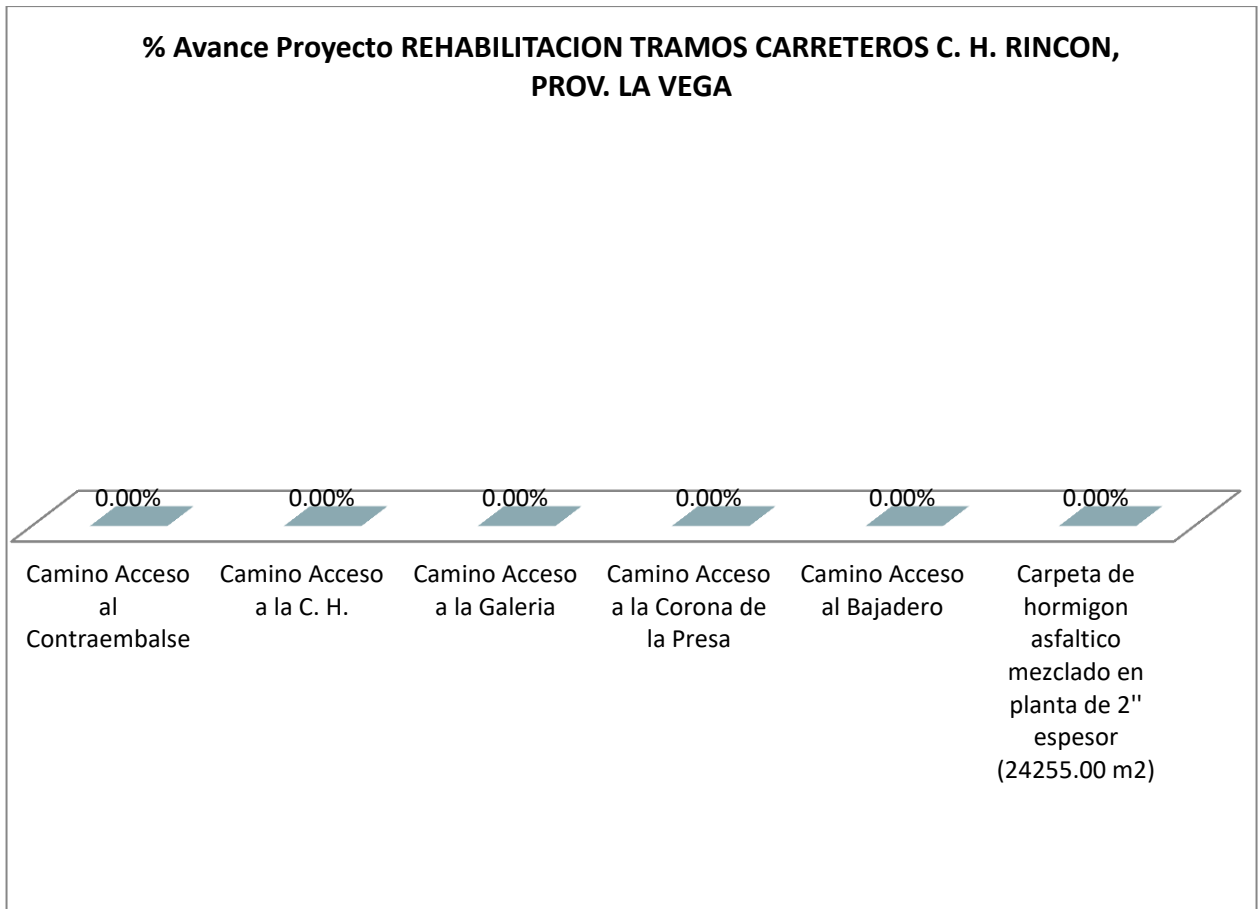 % Avance Proyecto REHABILITACION TRAMOS CARRETEROS C. H. RINCON,
PROV. LA VEGA
0.00%
0.00%
0.00%
0.00%
0.00%
0.00%
Camino Acceso
al
Contraembalse
Camino Acceso
a la C. H.
Camino Acceso
a la Galeria
Camino Acceso
a la Corona de
la Presa
Camino Acceso
al Bajadero
Carpeta de
hormigon
asfaltico
mezclado en
planta de 2''
espesor
(24255.00 m2)